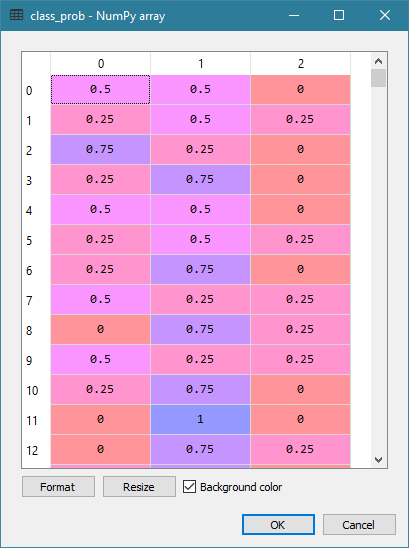 class_prob - NumPy array
0 1 2
0 0.5 0.5 0
1 0.25 0.5 0.25
2 0.75 0.25 0
3 0.25 0.75 0
4 0.5 0.5 0
5 0.25 0.5 0.25
6 0.25 0.75 0
7 0.5 0.25 0.25
8 0 0.75 0.25
9 0.5 0.25 0.25
10 0.25 0.75 0
11 0 1 0
12 0 0.75 0.25
Format Resize Background color
OK Cancel